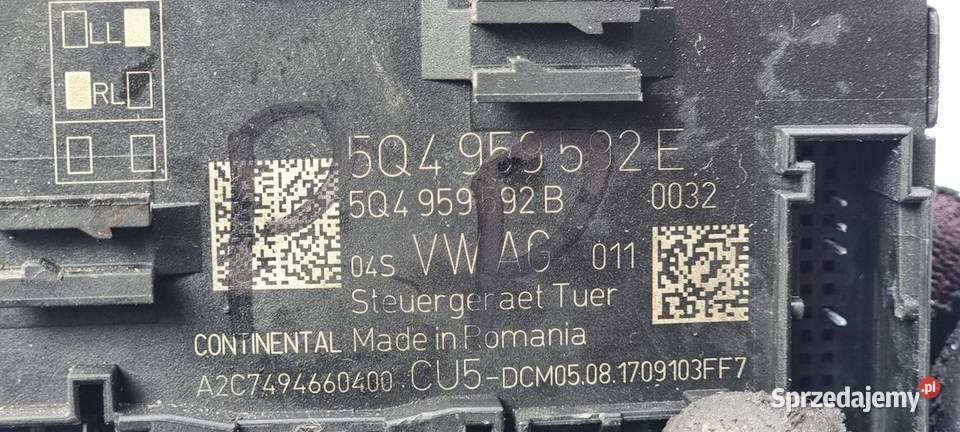 LL
RL
5Q4 959 592 E
5Q4 959 592 B 0032
04S VW AG 011
Steuergeraet Tuer
CONTINENTAL Made in Romania
A2C7494660400 CU5-DCM05.08.1709103FF7
Sprzedajemy.pl